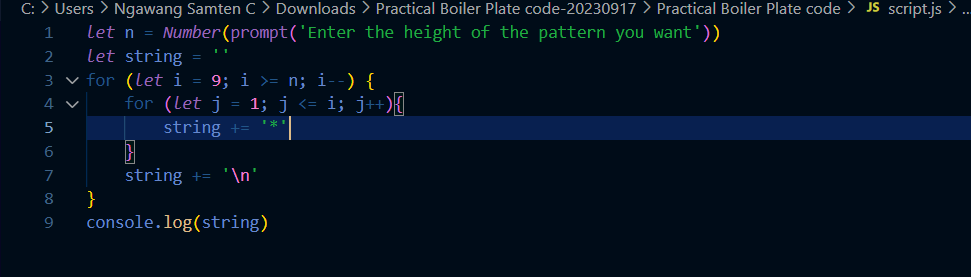 C: > Users > Ngawang Samten C > Downloads > Practical Boiler Plate code-20230917 > Practical Boiler Plate code > JS script.js > ...
1 let n = Number(prompt('Enter the height of the pattern you want'))
2 let string = ''
3 for (let i = 9; i >= n; i--) {
4     for (let j = 1; j <= i; j++){
5         string += '*'
6     }
7     string += '\n'
8 }
9 console.log(string)